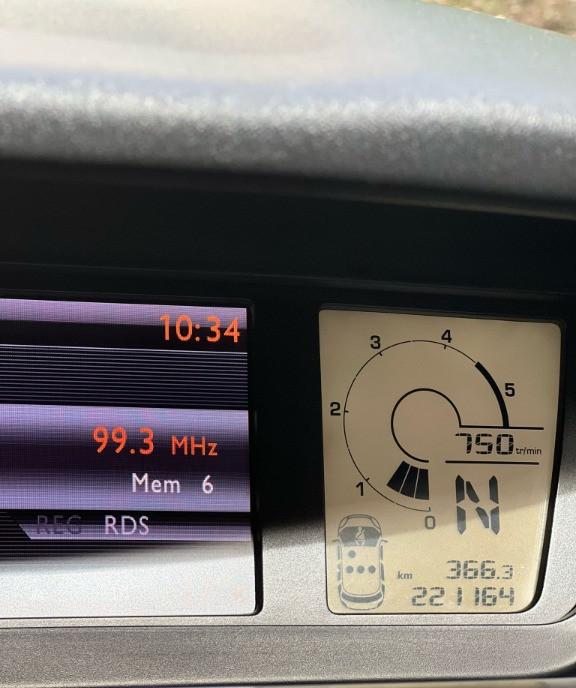 10:34
99.3 MHz
Mem 6
REG RDS
4
3
5
2
750 tr/min
1
0
N
km 366.3
221164